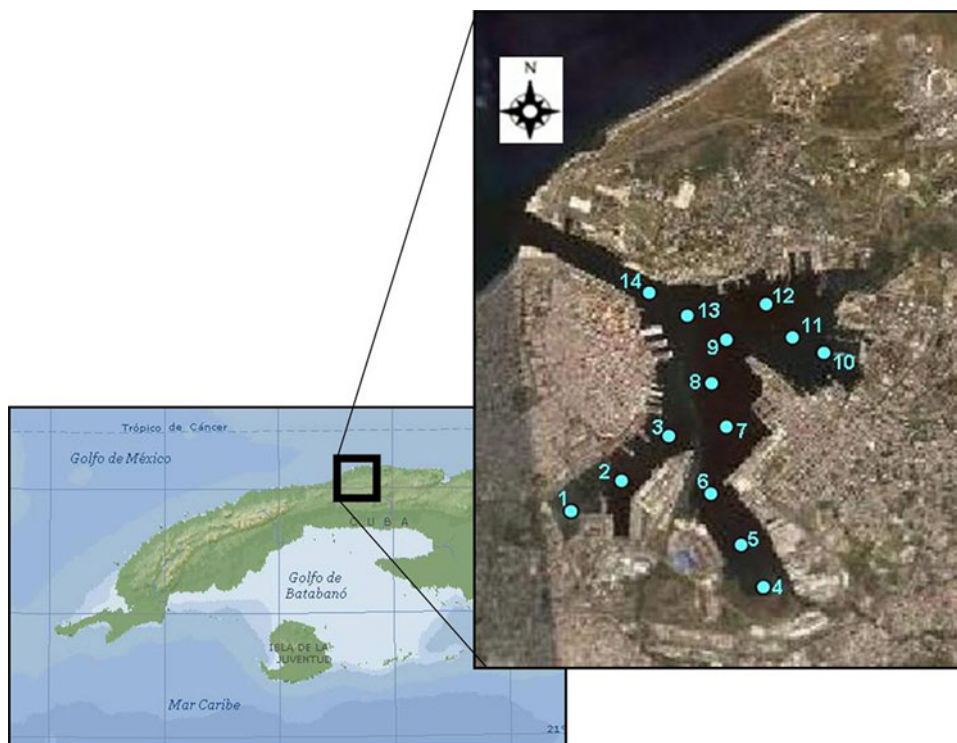 N
14
13
12
11
10
9
8
7
3
2
1
6
5
4
Trópico de Cáncer
Golfo de México
C U B A
Golfo de
Batabanó
ISLA DE LA
JUVENTUD
Mar Caribe
21°